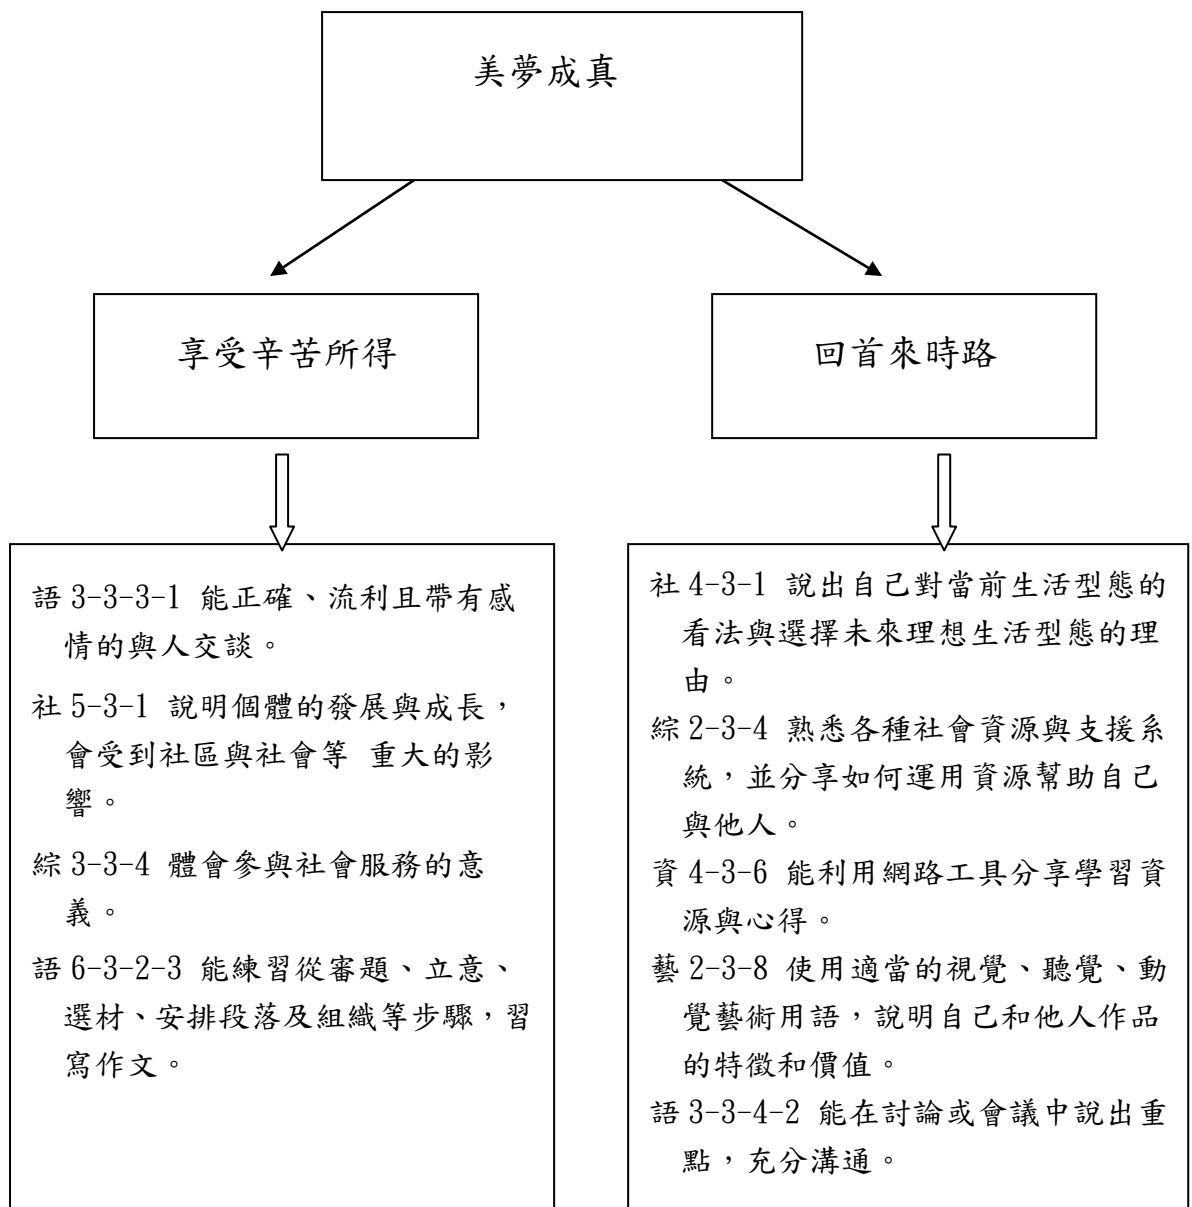 美夢成真
享受辛苦所得
回首來時路
語 3-3-3-1 能正確、流利且帶有感
情的與人交談。
社 5-3-1 說明個體的發展與成長，
會受到社區與社會等 重大的影
響。
綜 3-3-4 體會參與社會服務的意
義。
語 6-3-2-3 能練習從審題、立意、
選材、安排段落及組織等步驟，習
寫作文。
社 4-3-1 說出自己對當前生活型態的
看法與選擇未來理想生活型態的理
由。
綜 2-3-4 熟悉各種社會資源與支援系
統，並分享如何運用資源幫助自己
與他人。
資 4-3-6 能利用網路工具分享學習資
源與心得。
藝 2-3-8 使用適當的視覺、聽覺、動
覺藝術用語，說明自己和他人作品
的特徵和價值。
語 3-3-4-2 能在討論或會議中說出重
點，充分溝通。